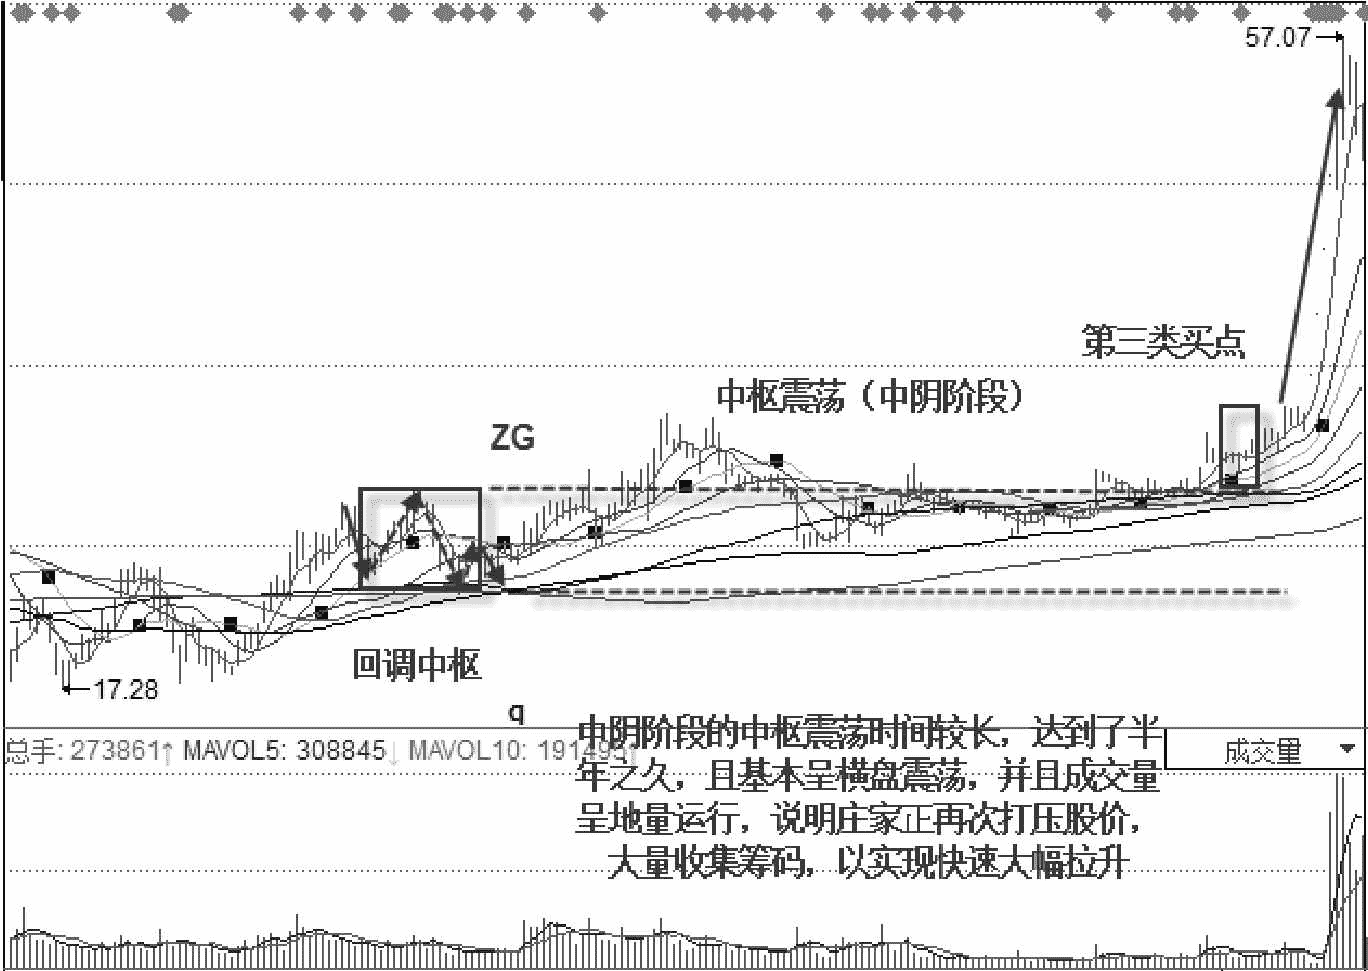 57.07
第三类买点
中枢震荡（中阴阶段）
ZG
回调中枢
17.28
q
总手: 273861↑ MAVOL5: 308845↓ MAVOL10: 191495↑
成交量
中阴阶段的中枢震荡时间较长，达到了半
年之久，且基本呈横盘震荡，并且成交量
呈地量运行，说明庄家正再次打压股价，
大量收集筹码，以实现快速大幅拉升